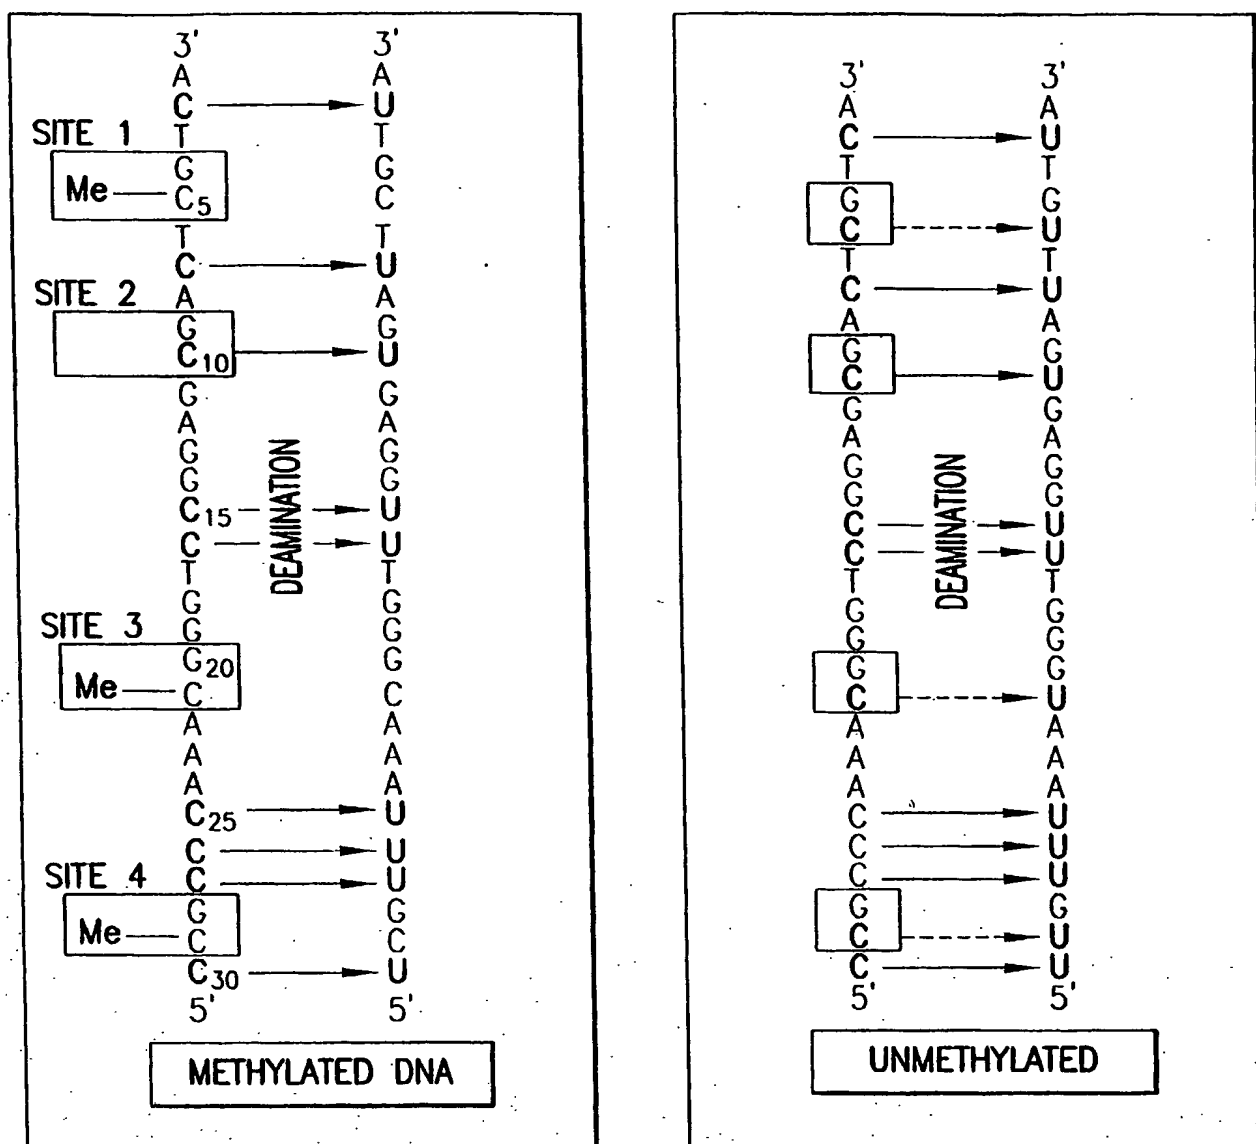 3' 3'
A A
C U
SITE 1 T T
G G
Me C5 C
T T
C U
SITE 2 A A
G G
C10 U
G G
A A
G G
G G
C15 U
C U
DEAMINATION
T T
G G
SITE 3 G G
G20 G
Me C C
A A
A A
A A
C25 U
C U
SITE 4 C U
G G
Me C C
C30 U
5' 5'
METHYLATED DNA
3' 3'
A A
C U
T T
G G
C U
T T
C U
A A
G G
C U
G G
A A
G G
G G
C U
C U
DEAMINATION
T T
G G
G G
G G
C U
A A
A A
A A
C U
C U
C U
G G
C U
C U
5' 5'
UNMETHYLATED